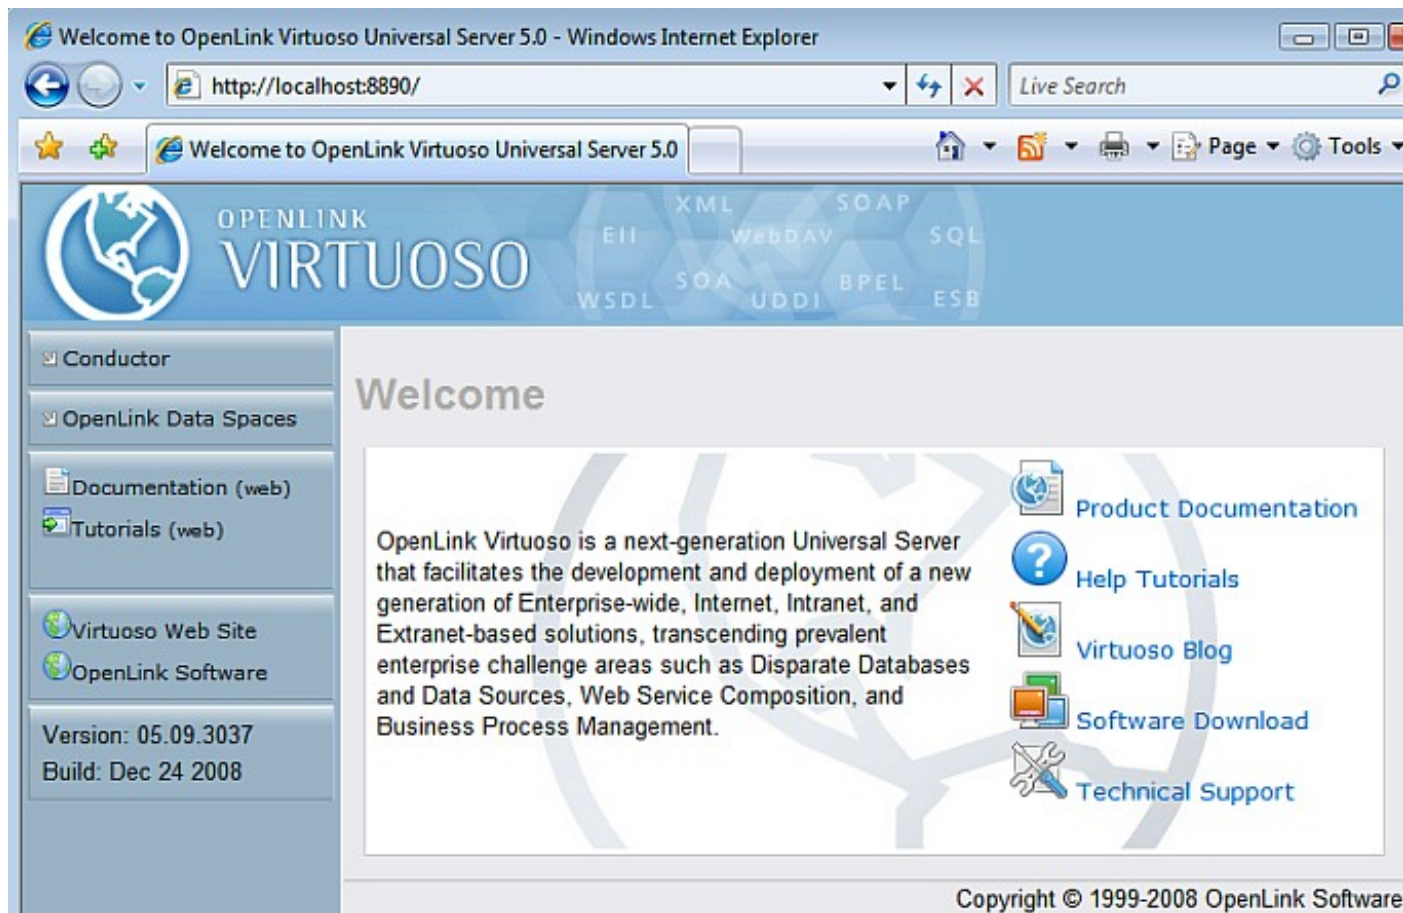 Welcome to OpenLink Virtuoso Universal Server 5.0 - Windows Internet Explorer
http://localhost:8890/
Live Search
Welcome to OpenLink Virtuoso Universal Server 5.0
Page
Tools
OPENLINK
VIRTUOSO
XML SOAP
EII WebDAV SQL
SOA BPEL
WSDL UDDI ESB
Conductor
OpenLink Data Spaces
Documentation (web)
Tutorials (web)
Virtuoso Web Site
OpenLink Software
Version: 05.09.3037
Build: Dec 24 2008
Welcome
OpenLink Virtuoso is a next-generation Universal Server
that facilitates the development and deployment of a new
generation of Enterprise-wide, Internet, Intranet, and
Extranet-based solutions, transcending prevalent
enterprise challenge areas such as Disparate Databases
and Data Sources, Web Service Composition, and
Business Process Management.
Product Documentation
Help Tutorials
Virtuoso Blog
Software Download
Technical Support
Copyright © 1999-2008 OpenLink Software